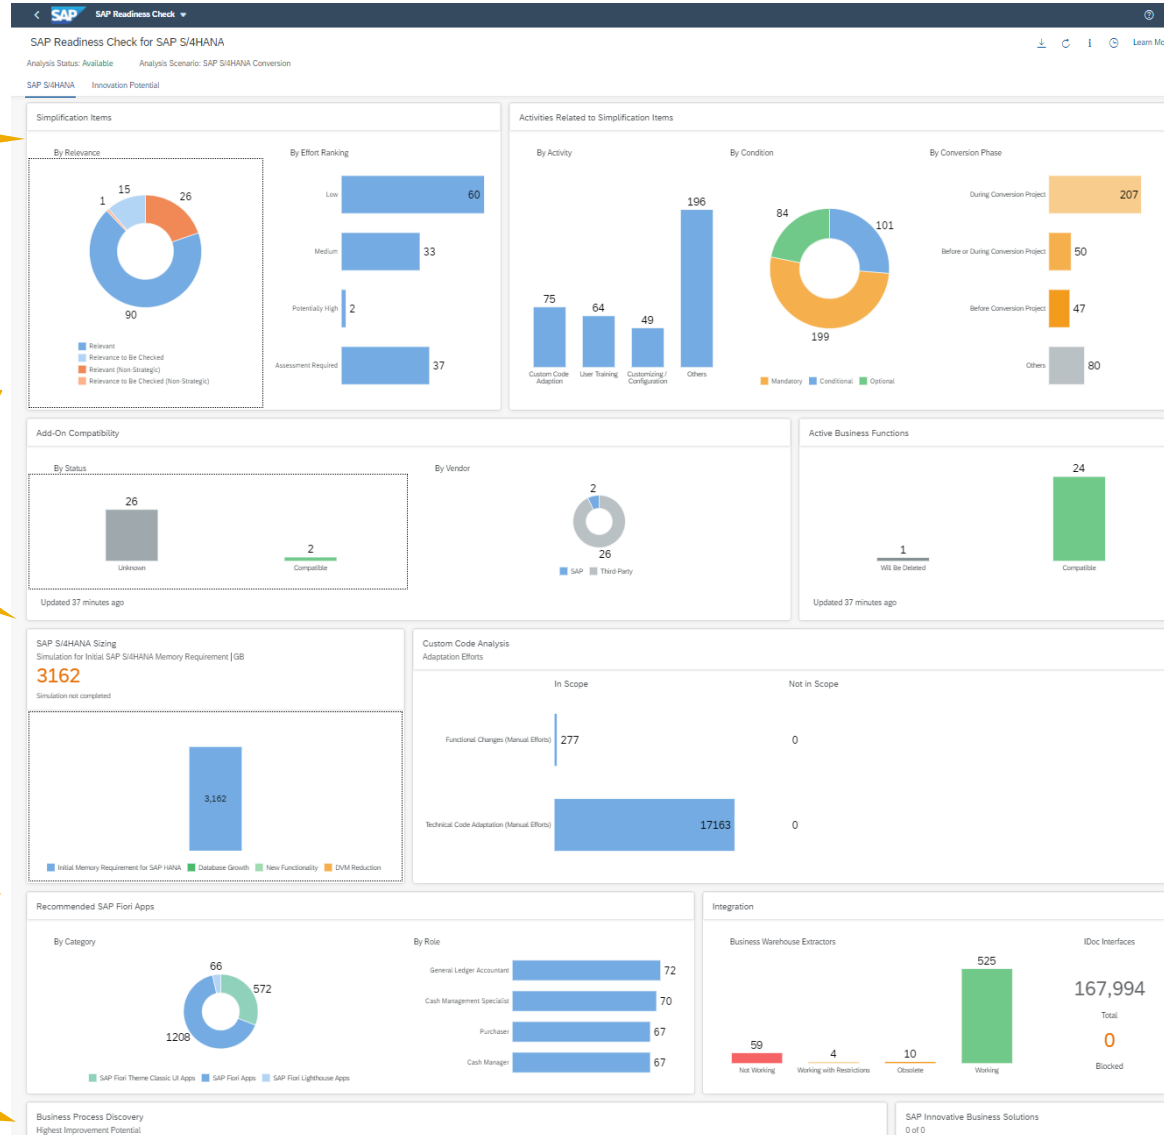 SAP SAP Readiness Check
SAP Readiness Check for SAP S/4HANA
Learn Mo
Analysis Status: Available Analysis Scenario: SAP S/4HANA Conversion
SAP S/4HANA Innovation Potential
Simplification Items
By Relevance
15
1
26
90
Relevant
Relevance to Be Checked
Relevant (Non-Strategic)
Relevance to Be Checked (Non-Strategic)
By Effort Ranking
Low 60
Medium 33
Potentially High 2
Assessment Required 37
Activities Related to Simplification Items
By Activity
75
64
49
196
Custom Code Adaption
User Training
Customizing / Configuration
Others
By Condition
84
101
199
Mandatory Conditional Optional
By Conversion Phase
During Conversion Project 207
Before or During Conversion Project 50
Before Conversion Project 47
Others 80
Add-On Compatibility
By Status
26
2
Unknown Compatible
Updated 37 minutes ago
By Vendor
2
26
SAP Third-Party
Active Business Functions
24
1
Will Be Deleted Compatible
Updated 37 minutes ago
SAP S/4HANA Sizing
Simulation for Initial SAP S/4HANA Memory Requirement | GB
3162
Simulation not completed
3,162
Initial Memory Requirement for SAP HANA Database Growth New Functionality DVM Reduction
Custom Code Analysis
Adaptation Efforts
In Scope Not in Scope
Functional Changes (Manual Efforts) 277 0
Technical Code Adaptation (Manual Efforts) 17163 0
Recommended SAP Fiori Apps
By Category
66
572
1208
SAP Fiori Theme Classic UI Apps SAP Fiori Apps SAP Fiori Lighthouse Apps
By Role
General Ledger Accountant 72
Cash Management Specialist 70
Purchaser 67
Cash Manager 67
Integration
Business Warehouse Extractors
525
59
4
10
Not Working Working with Restrictions Obsolete Working
IDoc Interfaces
167,994
Total
0
Blocked
Business Process Discovery
Highest Improvement Potential
SAP Innovative Business Solutions
0 of 0